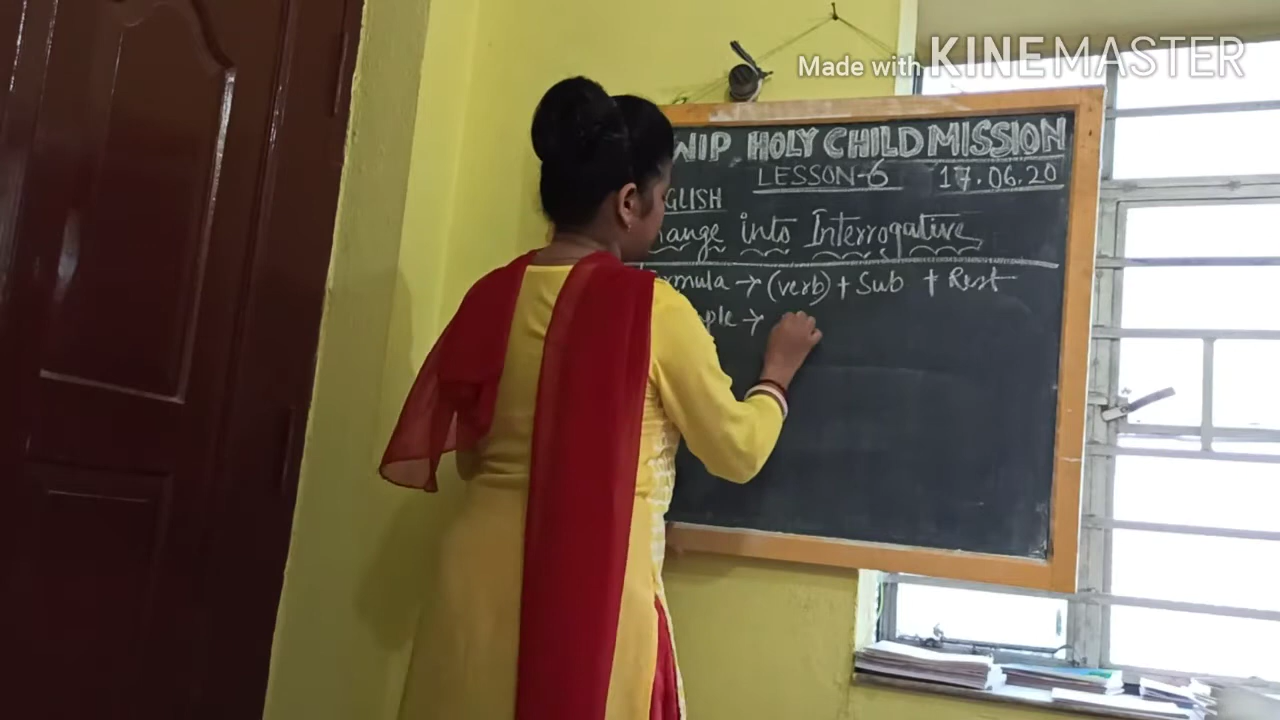 Made with KINEMASTER
WIP HOLY CHILD MISSION
LESSON-6 17.06.20
GLISH
hange into Interrogative
rmula → (verb) + Sub + Rest
ple →